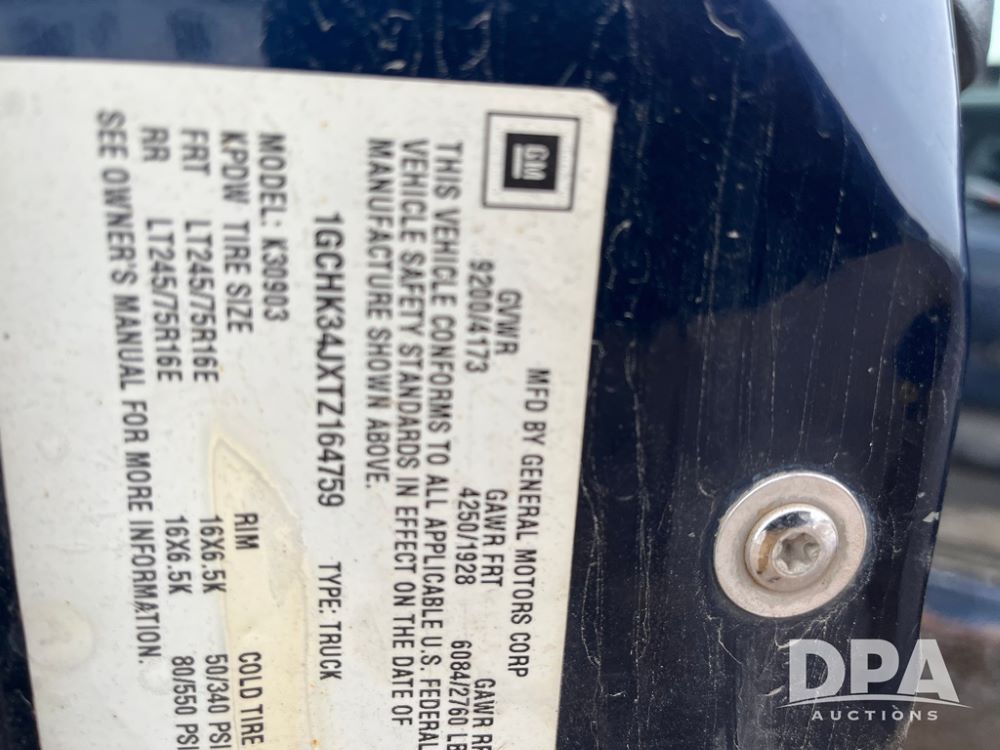 GM
MFD BY GENERAL MOTORS CORP
GVWR GAWR FRT GAWR RR
9200/4173 4250/1928 6084/2760 LB
THIS VEHICLE CONFORMS TO ALL APPLICABLE U.S. FEDERAL
VEHICLE SAFETY STANDARDS IN EFFECT ON THE DATE OF
MANUFACTURE SHOWN ABOVE.
1GCHK34JXTZ164759 TYPE: TRUCK
MODEL: K30903
KPDW TIRE SIZE RIM COLD TIRE
FRT LT245/75R16E 16X6.5K 50/340 PSI
RR LT245/75R16E 16X6.5K 80/550 PSI
SEE OWNER'S MANUAL FOR MORE INFORMATION.
DPA
AUCTIONS